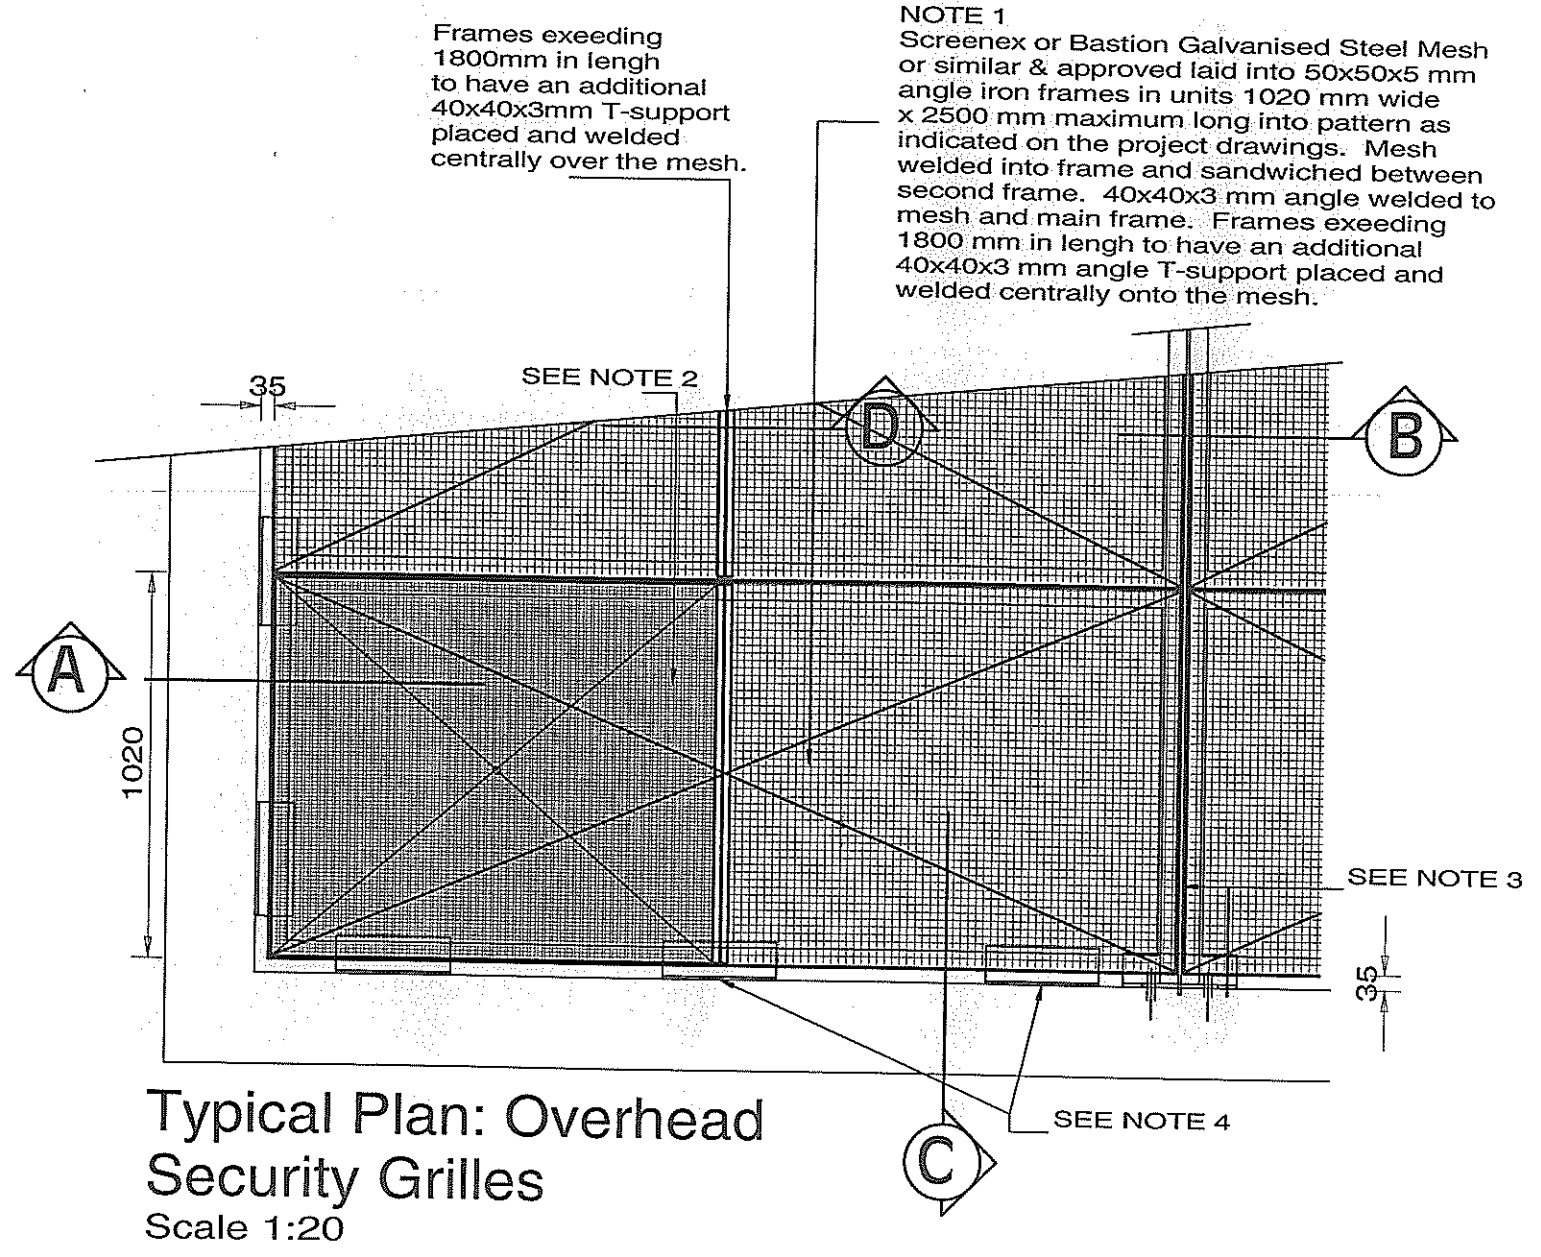 Frames exeeding
1800mm in lengh
to have an additional
40x40x3mm T-support
placed and welded
centrally over the mesh.
NOTE 1
Screenex or Bastion Galvanised Steel Mesh
or similar & approved laid into 50x50x5 mm
angle iron frames in units 1020 mm wide
x 2500 mm maximum long into pattern as
indicated on the project drawings. Mesh
welded into frame and sandwiched between
second frame. 40x40x3 mm angle welded to
mesh and main frame. Frames exeeding
1800 mm in lengh to have an additional
40x40x3 mm angle T-support placed and
welded centrally onto the mesh.
35
SEE NOTE 2
D
B
A
1020
SEE NOTE 3
35
SEE NOTE 4
C
Typical Plan: Overhead
Security Grilles
Scale 1:20